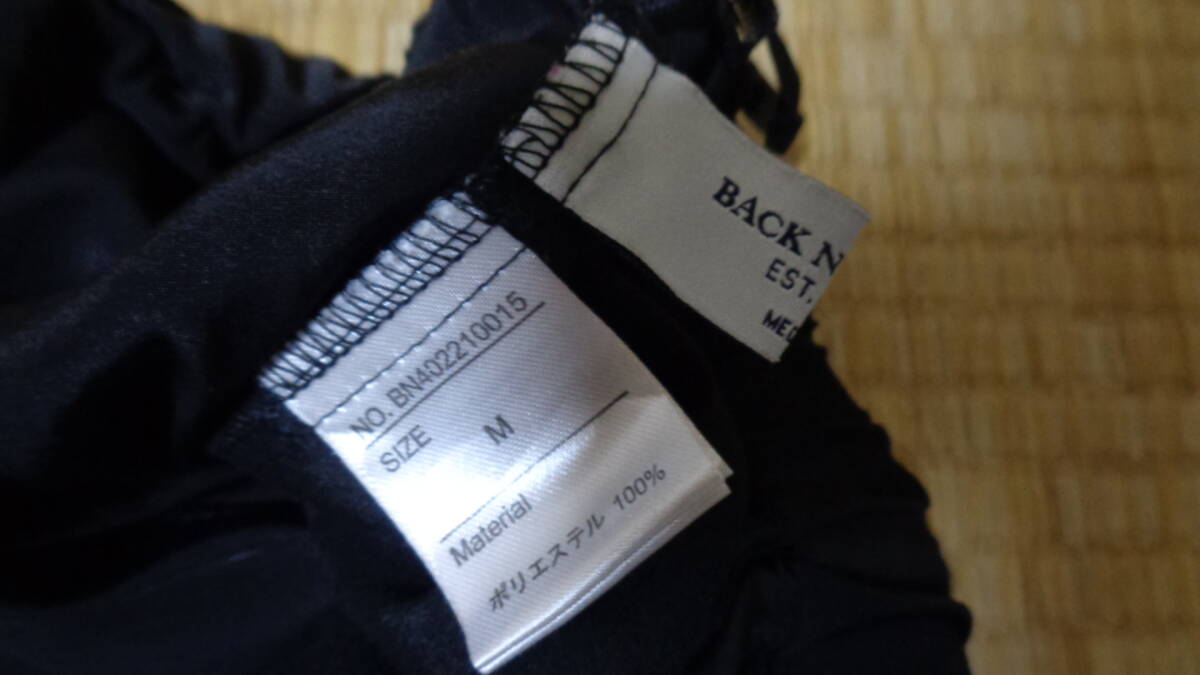 BACK N
EST.
NO. BN402210015
SIZE M
Material
ポリエステル 100%